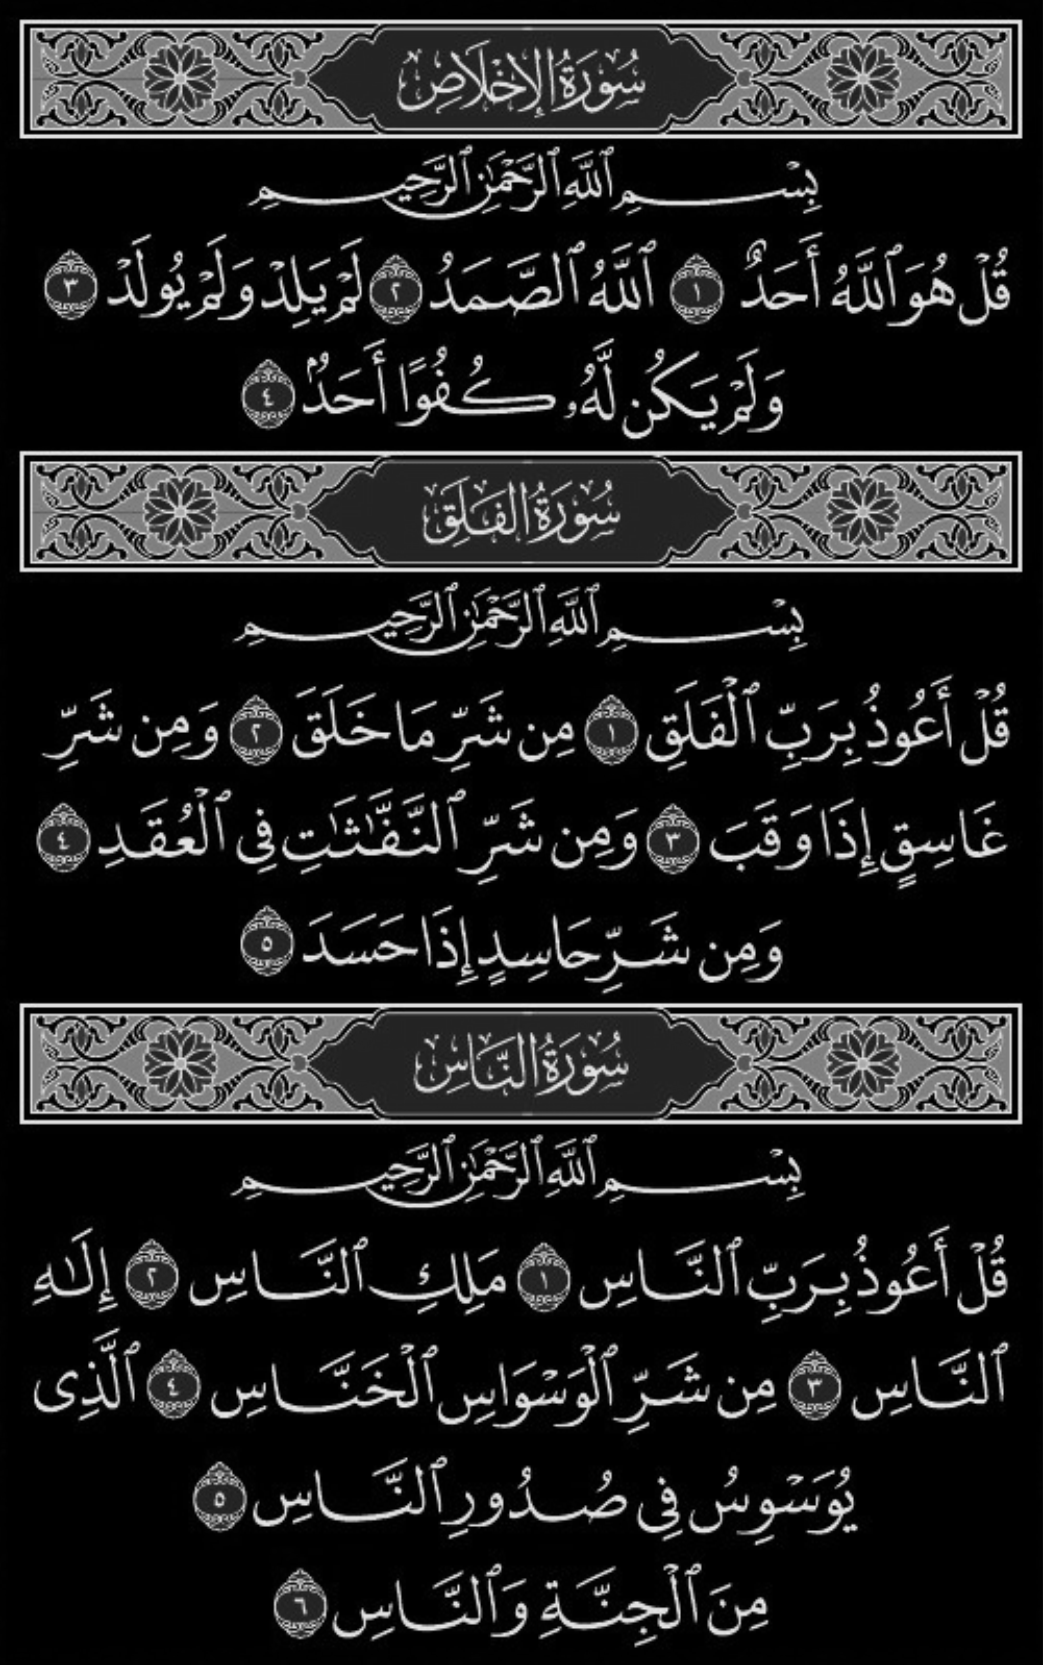 سُورَةُ الإِخْلَاصِ
بِسْمِ ٱللَّهِ ٱلرَّحْمَٰنِ ٱلرَّحِيمِ
قُلْ هُوَ ٱللَّهُ أَحَدٌ ١ ٱللَّهُ ٱلصَّمَدُ ٢ لَمْ يَلِدْ وَلَمْ يُولَدْ ٣
وَلَمْ يَكُن لَّهُۥ كُفُوًا أَحَدٌۢ ٤
سُورَةُ الفَلَقِ
بِسْمِ ٱللَّهِ ٱلرَّحْمَٰنِ ٱلرَّحِيمِ
قُلْ أَعُوذُ بِرَبِّ ٱلْفَلَقِ ١ مِن شَرِّ مَا خَلَقَ ٢ وَمِن شَرِّ
غَاسِقٍ إِذَا وَقَبَ ٣ وَمِن شَرِّ ٱلنَّفَّٰثَٰتِ فِى ٱلْعُقَدِ ٤
وَمِن شَرِّ حَاسِدٍ إِذَا حَسَدَ ٥
سُورَةُ النَّاسِ
بِسْمِ ٱللَّهِ ٱلرَّحْمَٰنِ ٱلرَّحِيمِ
قُلْ أَعُوذُ بِرَبِّ ٱلنَّاسِ ١ مَلِكِ ٱلنَّاسِ ٢ إِلَٰهِ
ٱلنَّاسِ ٣ مِن شَرِّ ٱلْوَسْوَاسِ ٱلْخَنَّاسِ ٤ ٱلَّذِى
يُوَسْوِسُ فِى صُدُورِ ٱلنَّاسِ ٥
مِنَ ٱلْجِنَّةِ وَٱلنَّاسِ ٦